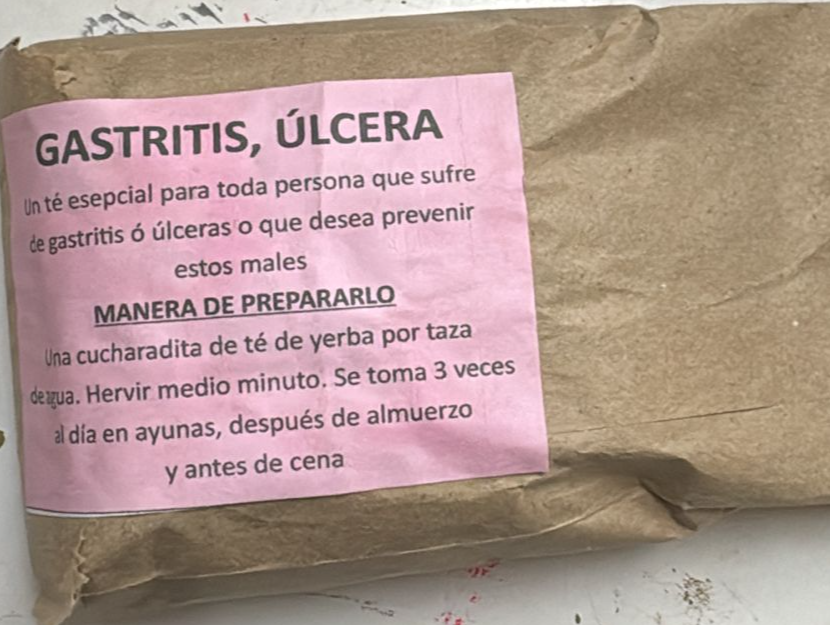 GASTRITIS, ÚLCERA
Un té esepcial para toda persona que sufre
de gastritis ó úlceras o que desea prevenir
estos males
MANERA DE PREPARARLO
Una cucharadita de té de yerba por taza
de agua. Hervir medio minuto. Se toma 3 veces
al día en ayunas, después de almuerzo
y antes de cena